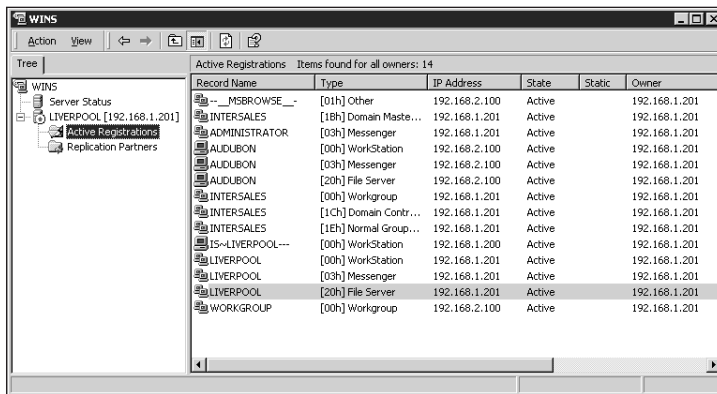 WINS
Action View
Tree
Active Registrations Items found for all owners: 14
WINS
Server Status
LIVERPOOL [192.168.1.201]
Active Registrations
Replication Partners
Record Name Type IP Address State Static Owner
--__MSBROWSE__- [01h] Other 192.168.2.100 Active 192.168.1.201
INTERSALES [1Bh] Domain Maste... 192.168.1.201 Active 192.168.1.201
ADMINISTRATOR [03h] Messenger 192.168.1.201 Active 192.168.1.201
AUDUBON [00h] WorkStation 192.168.2.100 Active 192.168.1.201
AUDUBON [03h] Messenger 192.168.2.100 Active 192.168.1.201
AUDUBON [20h] File Server 192.168.2.100 Active 192.168.1.201
INTERSALES [00h] Workgroup 192.168.1.201 Active 192.168.1.201
INTERSALES [1Ch] Domain Contr... 192.168.1.201 Active 192.168.1.201
INTERSALES [1Eh] Normal Group... 192.168.1.201 Active 192.168.1.201
IS~LIVERPOOL--- [00h] WorkStation 192.168.1.200 Active 192.168.1.201
LIVERPOOL [00h] WorkStation 192.168.1.201 Active 192.168.1.201
LIVERPOOL [03h] Messenger 192.168.1.201 Active 192.168.1.201
LIVERPOOL [20h] File Server 192.168.1.201 Active 192.168.1.201
WORKGROUP [00h] Workgroup 192.168.2.100 Active 192.168.1.201